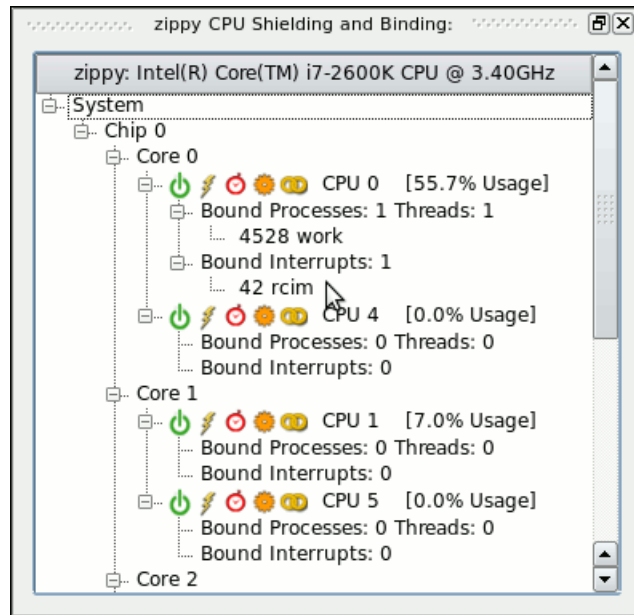 zippy CPU Shielding and Binding:
zippy: Intel(R) Core(TM) i7-2600K CPU @ 3.40GHz
System
Chip 0
Core 0
CPU 0 [55.7% Usage]
Bound Processes: 1 Threads: 1
4528 work
Bound Interrupts: 1
42 rcim
CPU 4 [0.0% Usage]
Bound Processes: 0 Threads: 0
Bound Interrupts: 0
Core 1
CPU 1 [7.0% Usage]
Bound Processes: 0 Threads: 0
Bound Interrupts: 0
CPU 5 [0.0% Usage]
Bound Processes: 0 Threads: 0
Bound Interrupts: 0
Core 2